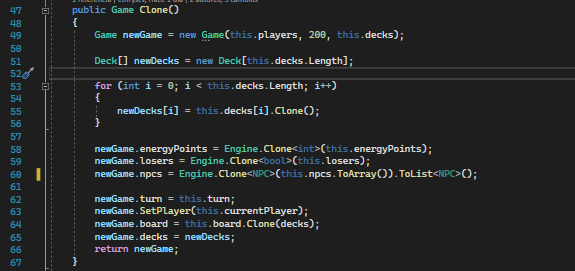 47 public Game Clone()
48 {
49 Game newGame = new Game(this.players, 200, this.decks);
50
51 Deck[] newDecks = new Deck[this.decks.Length];
52
53 for (int i = 0; i < this.decks.Length; i++)
54 {
55 newDecks[i] = this.decks[i].Clone();
56 }
57
58 newGame.energyPoints = Engine.Clone<int>(this.energyPoints);
59 newGame.losers = Engine.Clone<bool>(this.losers);
60 newGame.npcs = Engine.Clone<NPC>(this.npcs.ToArray()).ToList<NPC>();
61
62 newGame.turn = this.turn;
63 newGame.SetPlayer(this.currentPlayer);
64 newGame.board = this.board.Clone(decks);
65 newGame.decks = newDecks;
66 return newGame;
67 }